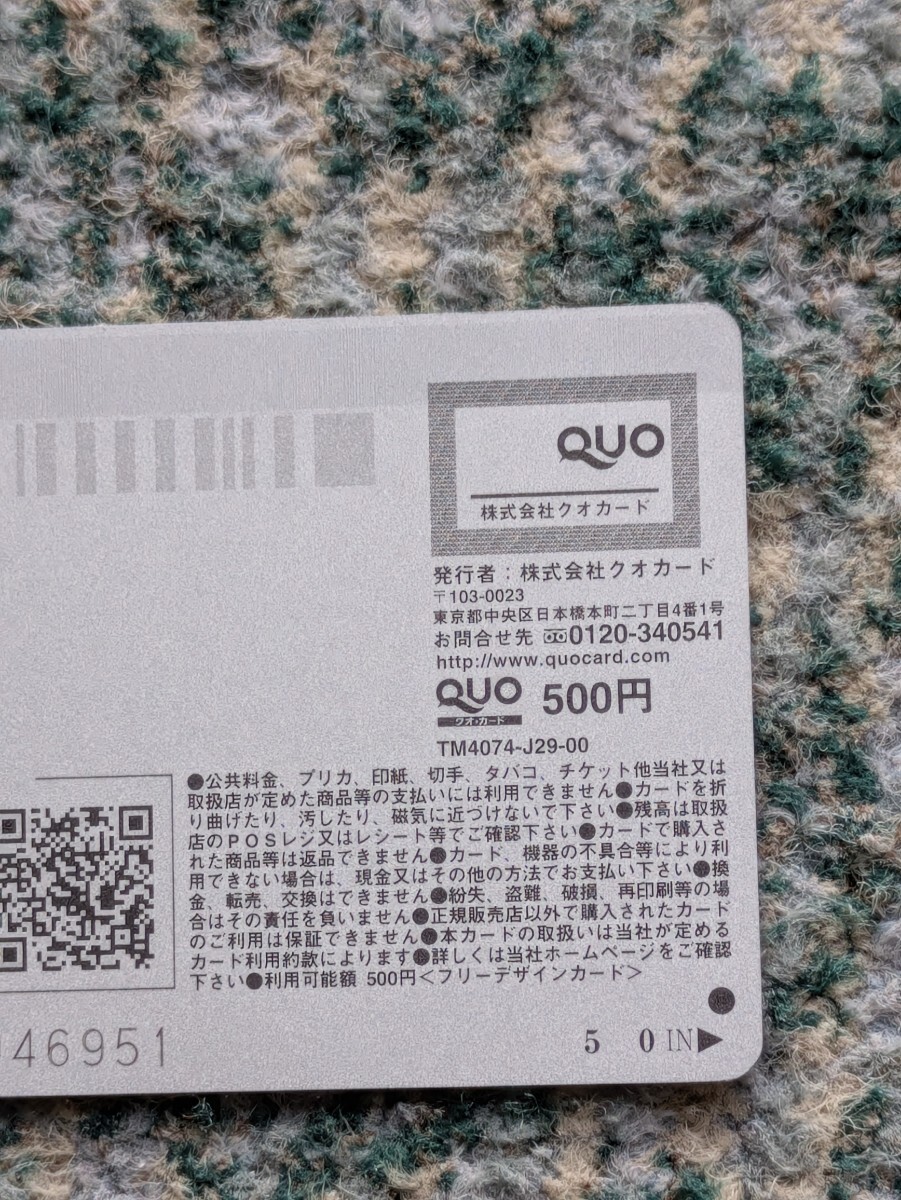 QUO
株式会社クオカード
発行者：株式会社クオカード
〒103-0023
東京都中央区日本橋本町二丁目4番1号
お問合せ先 0120-340541
http://www.quocard.com
QUO 500円
クオ・カード
TM4074-J29-00
●公共料金、プリカ、印紙、切手、タバコ、チケット他当社又は
取扱店が定めた商品等の支払いには利用できません●カードを折
り曲げたり、汚したり、磁気に近づけないで下さい●残高は取扱
店のPOSレジ又はレシート等でご確認下さい●カードで購入さ
れた商品等は返品できません●カード、機器の不具合等により利
用できない場合は、現金又はその他の方法でお支払い下さい●換
金、転売、交換はできません●紛失、盗難、破損、再印刷等の場
合はその責任を負いません●正規販売店以外で購入されたカード
のご利用は保証できません●本カードの取扱いは当社が定める
カード利用約款によります●詳しくは当社ホームページをご確認
下さい●利用可能額 500円＜フリーデザインカード＞
46951
5 0 IN▶